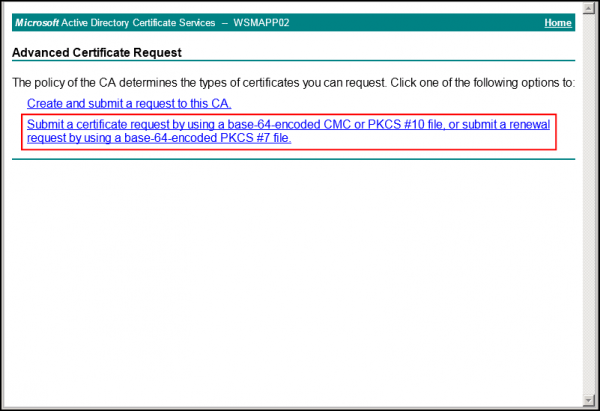 Microsoft Active Directory Certificate Services -- WSMAPP02 Home
Advanced Certificate Request
The policy of the CA determines the types of certificates you can request. Click one of the following options to:
Create and submit a request to this CA.
Submit a certificate request by using a base-64-encoded CMC or PKCS #10 file, or submit a renewal
request by using a base-64-encoded PKCS #7 file.